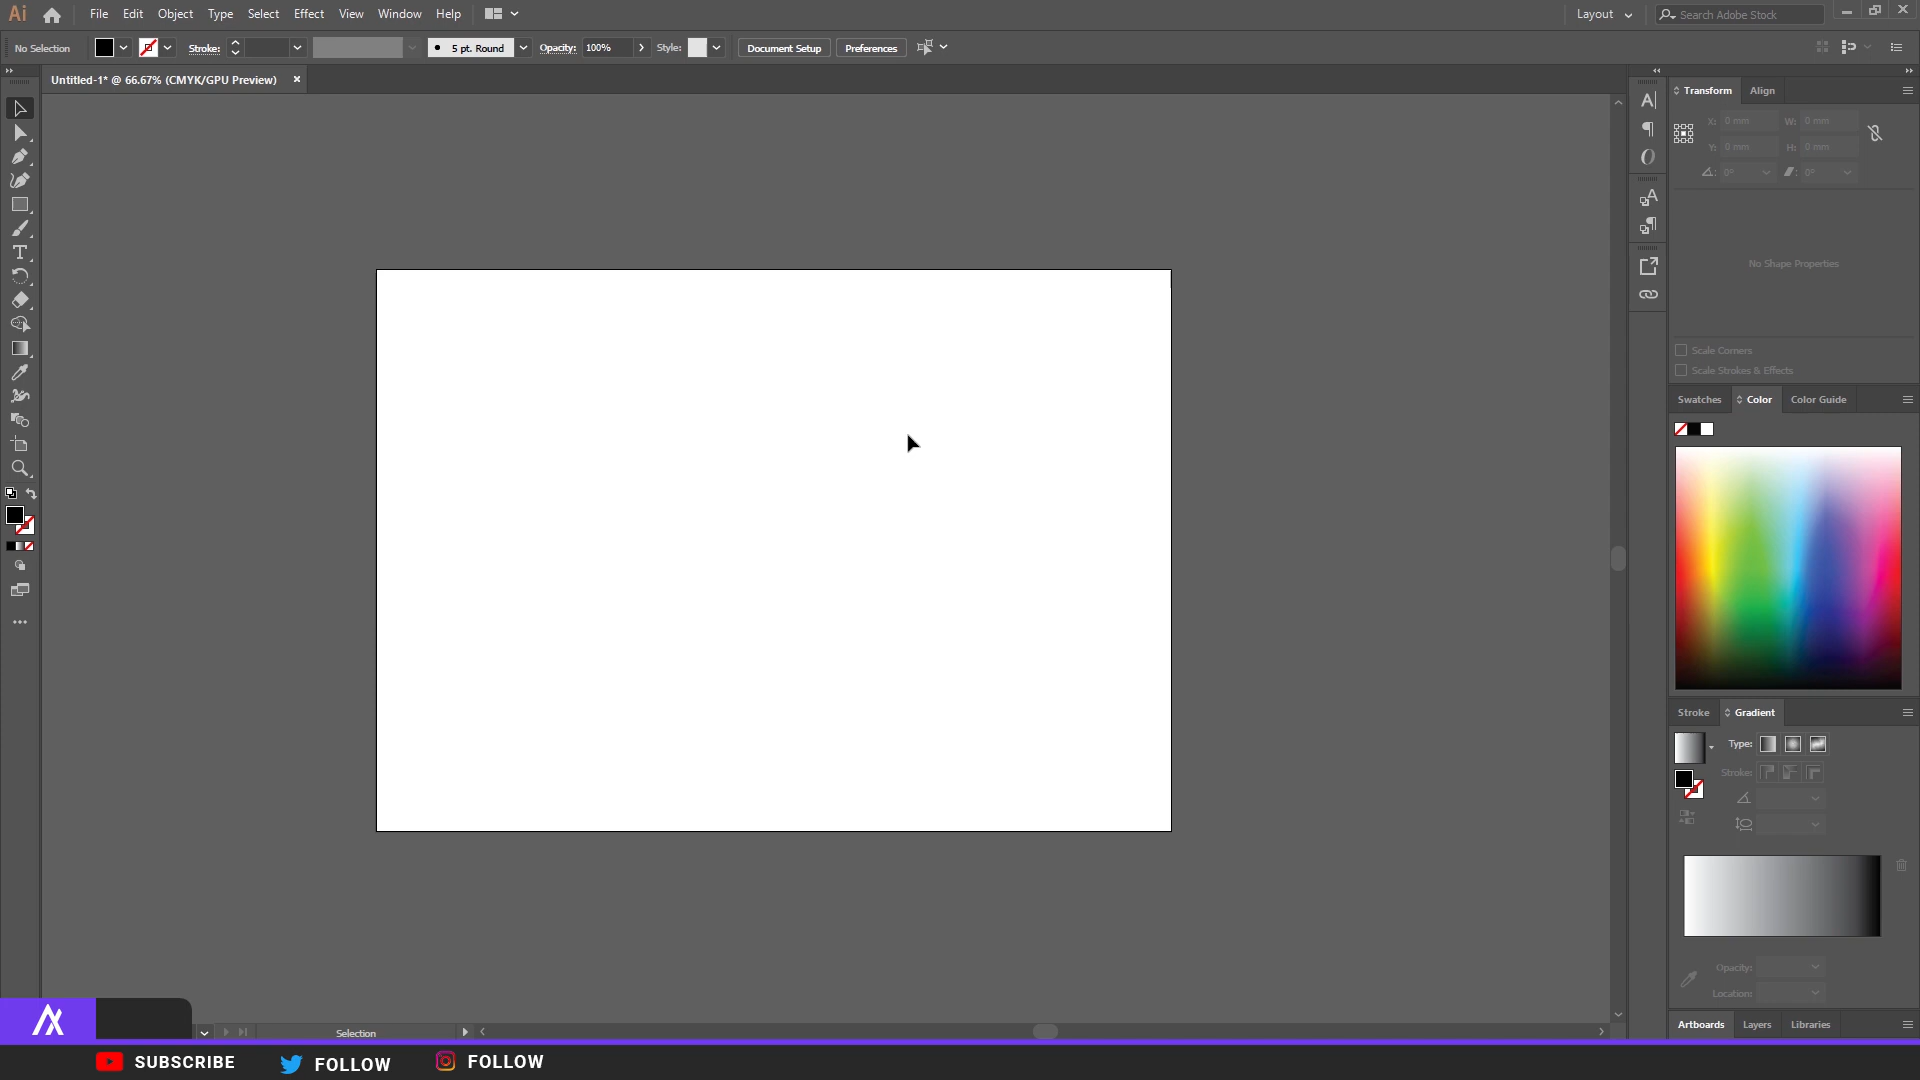 Ai File Edit Object Type Select Effect View Window Help Layout Search Adobe Stock
No Selection Stroke: 5 pt. Round Opacity: 100% Style: Document Setup Preferences
Untitled-1* @ 66.67% (CMYK/GPU Preview) ×
Transform Align
X: 0 mm W: 0 mm
Y: 0 mm H: 0 mm
0° 0°
No Shape Properties
Scale Corners
Scale Strokes & Effects
Swatches Color Color Guide
Stroke Gradient
Type:
Stroke:
Opacity:
Location:
Artboards Layers Libraries
Selection
SUBSCRIBE FOLLOW FOLLOW